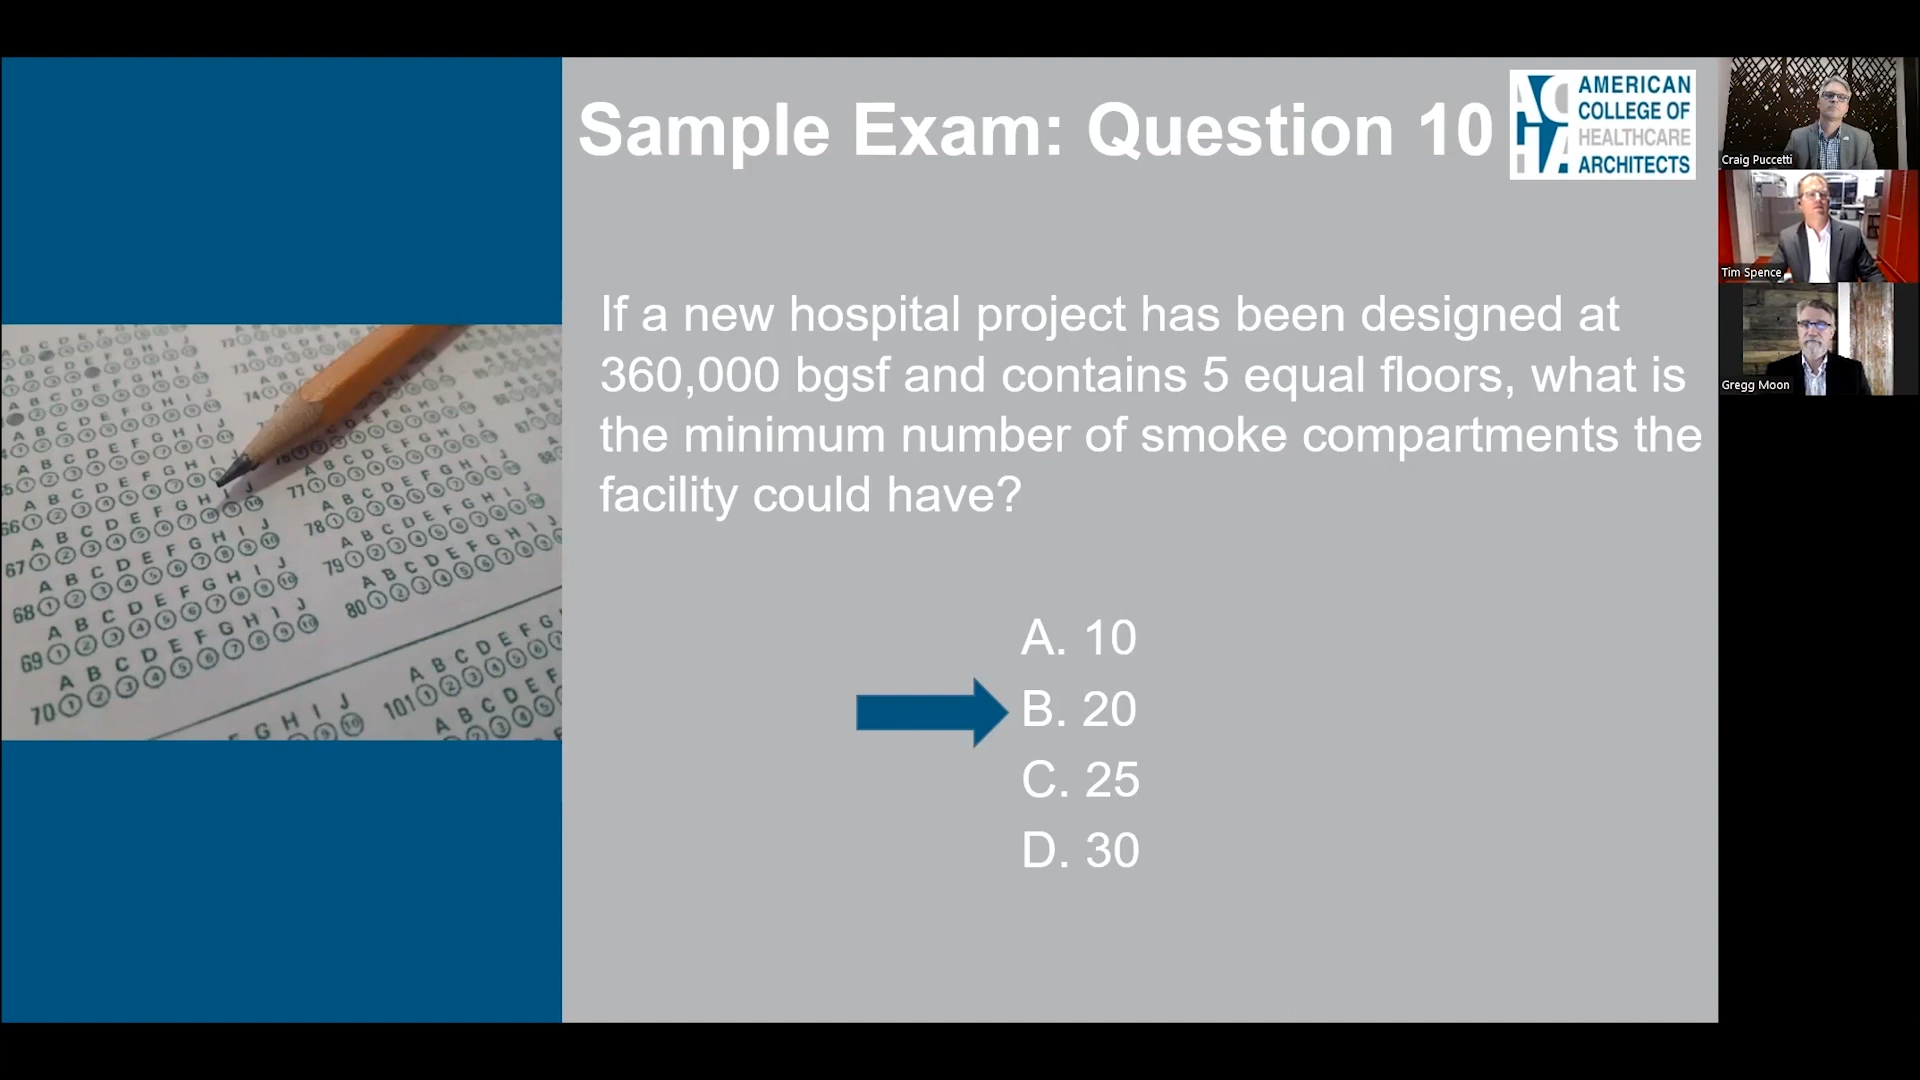 Sample Exam: Question 10
AMERICAN
COLLEGE OF
HEALTHCARE
ARCHITECTS
If a new hospital project has been designed at
360,000 bgsf and contains 5 equal floors, what is
the minimum number of smoke compartments the
facility could have?
A. 10
B. 20
C. 25
D. 30
Craig Puccetti
Tim Spence
Gregg Moon